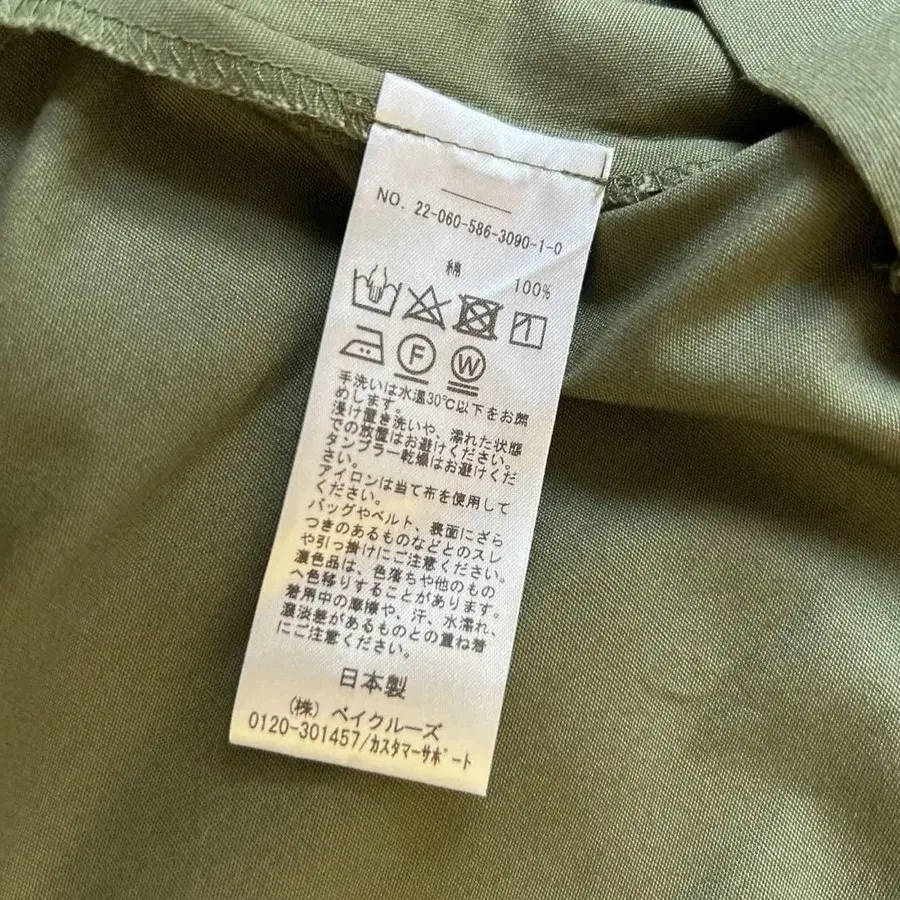 NO. 22-060-586-3090-1-0
綿
100%
F W
手洗いは水温30℃以下をお薦
めします。
浸け置き洗いや、濡れた状態
での放置はお避けください。
タンブラー乾燥はお避けくだ
さい。
アイロンは当て布を使用して
ください。
バッグやベルト、表面にざら
つきのあるものなどとのスレ
や引っ掛けにご注意ください。
濃色品は、色落ちや他のもの
へ色移りすることがあります。
着用中の摩擦や、汗、水濡れ、
濃淡差があるものとの重ね着
にご注意ください。
日本製
(株) ベイクルーズ
0120-301457/カスタマーサポート